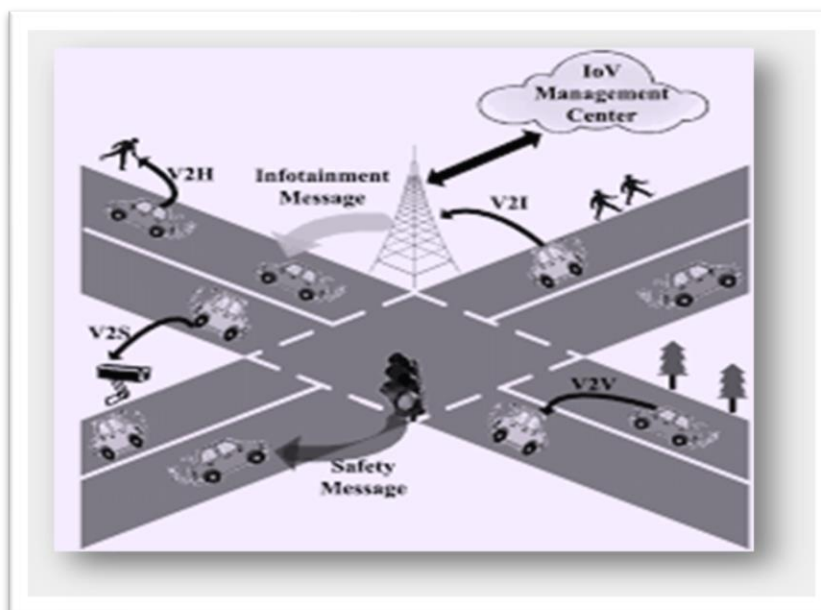 IoV
Management
Center
V2H
Infotainment
Message
V2I
V2S
V2V
Safety
Message